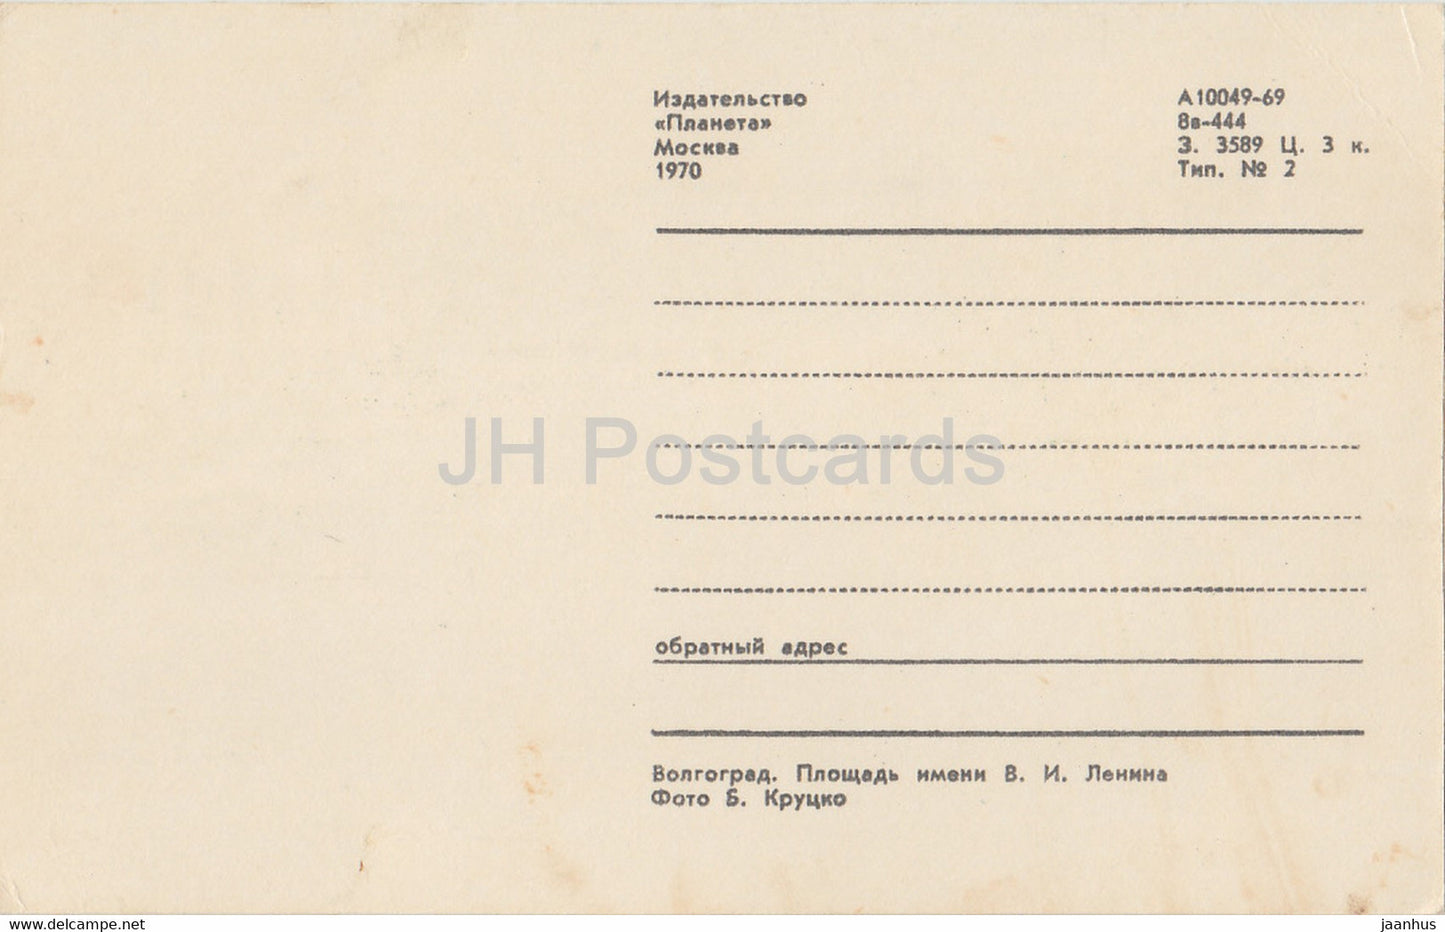 Издательство
«Планета»
Москва
1970
А10049-69
8в-444
З. 3589 Ц. 3 к.
Тип. № 2
JH Postcards
обратный адрес
Волгоград. Площадь имени В. И. Ленина
Фото Б. Круцко
www.delcampe.net
jaanhus